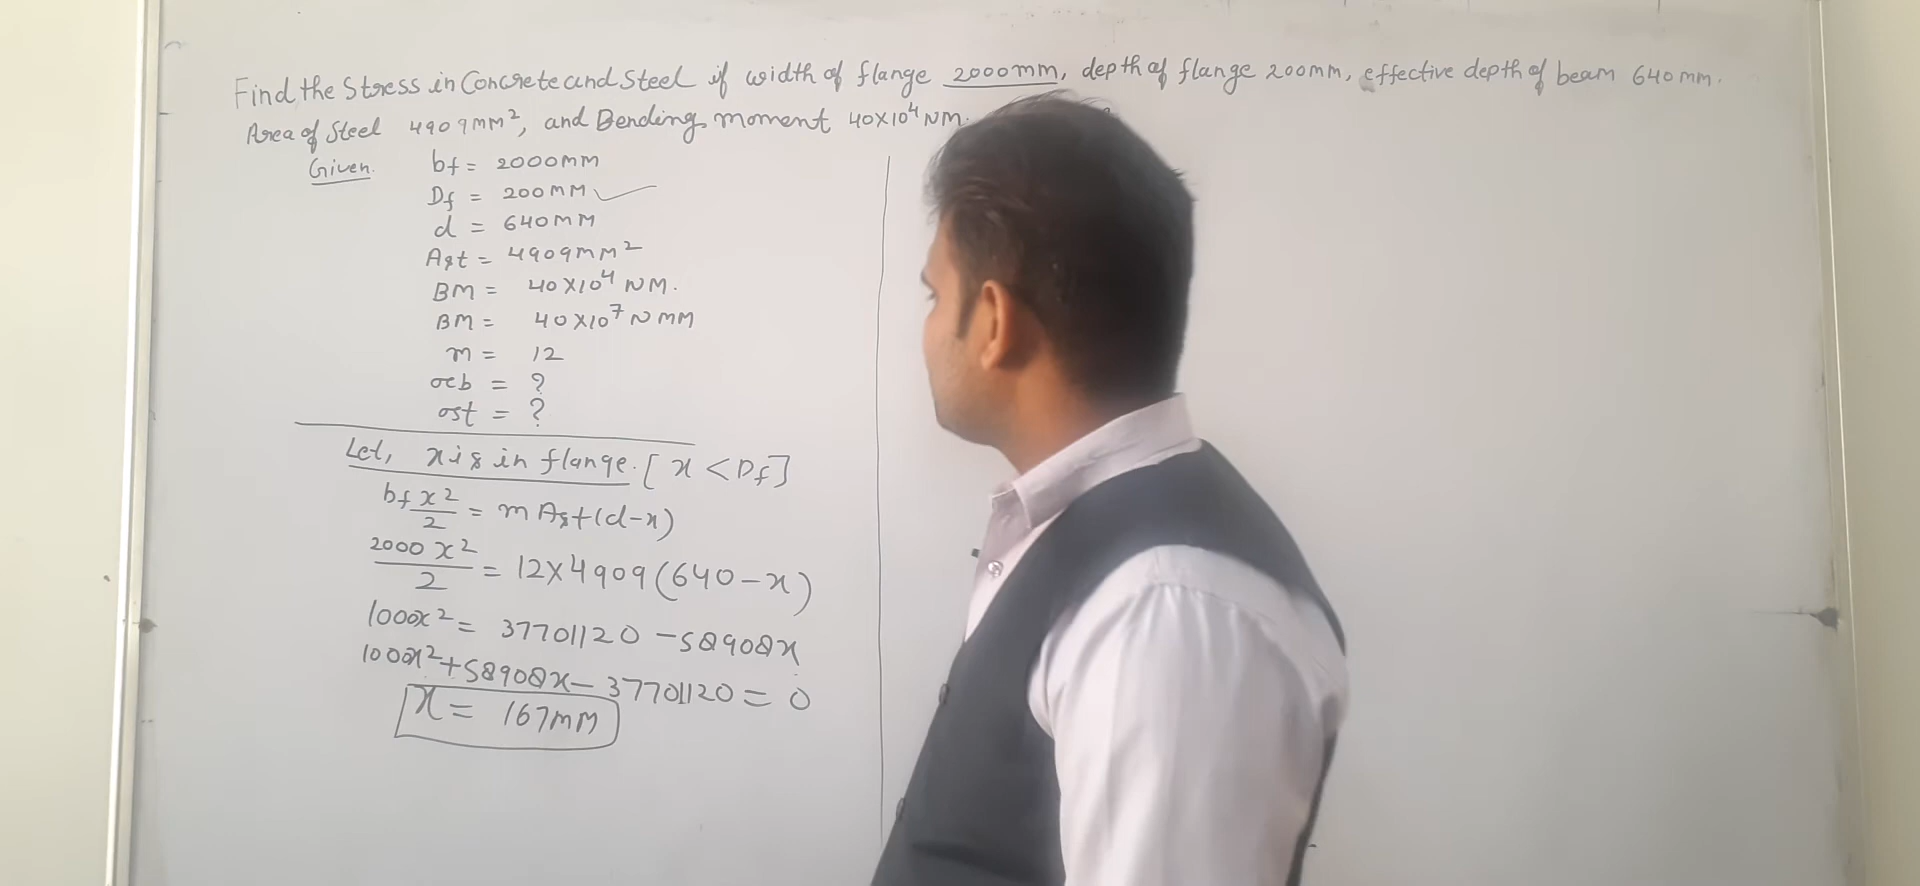 Find the Stress in Concrete and Steel if width of flange 2000mm, depth of flange 200mm, effective depth of beam 640 mm.
Area of Steel 4909mm², and Bending moment 40x10⁴ NM.
Given.
bf = 2000mm
Df = 200mm
d = 640mm
Ast = 4909mm²
BM = 40x10⁴ NM.
BM = 40x10⁷ NMM
m = 12
σcb = ?
σst = ?
Let, x is in flange. [x < Df]
bf x²/2 = m Ast(d-x)
2000 x²/2 = 12x4909(640-x)
1000x² = 37701120 - 58908x
1000x² + 58908x - 37701120 = 0
x = 167mm